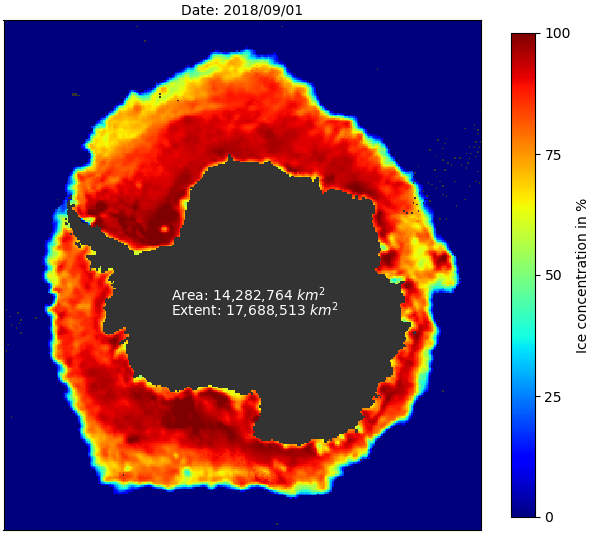 Date: 2018/09/01
Area: 14,282,764 km²
Extent: 17,688,513 km²
100
75
50
25
0
Ice concentration in %